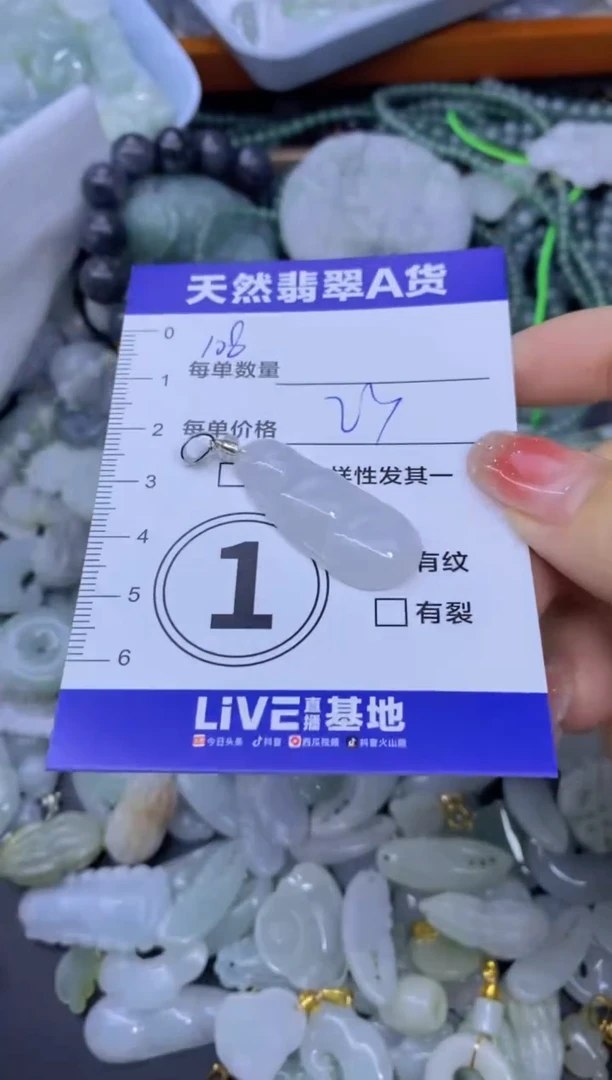 天然翡翠A货
0
108
每单数量
1
2
每单价格
3
样性发其一
4
有纹
5
1
有裂
6
LIVE直播基地
今日头条 抖音 西瓜视频 抖音火山版